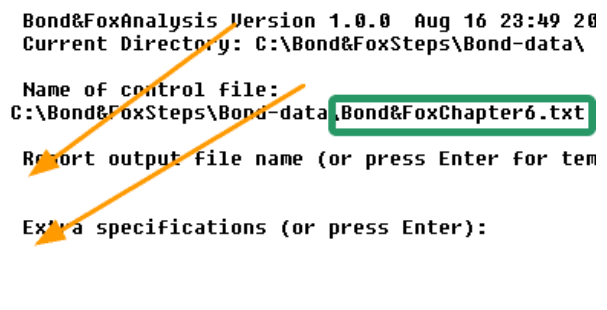 Bond&FoxAnalysis Version 1.0.0 Aug 16 23:49 20
Current Directory: C:\Bond&FoxSteps\Bond-data\
Name of control file:
C:\Bond&FoxSteps\Bond-data\Bond&FoxChapter6.txt
Report output file name (or press Enter for tem
Extra specifications (or press Enter):